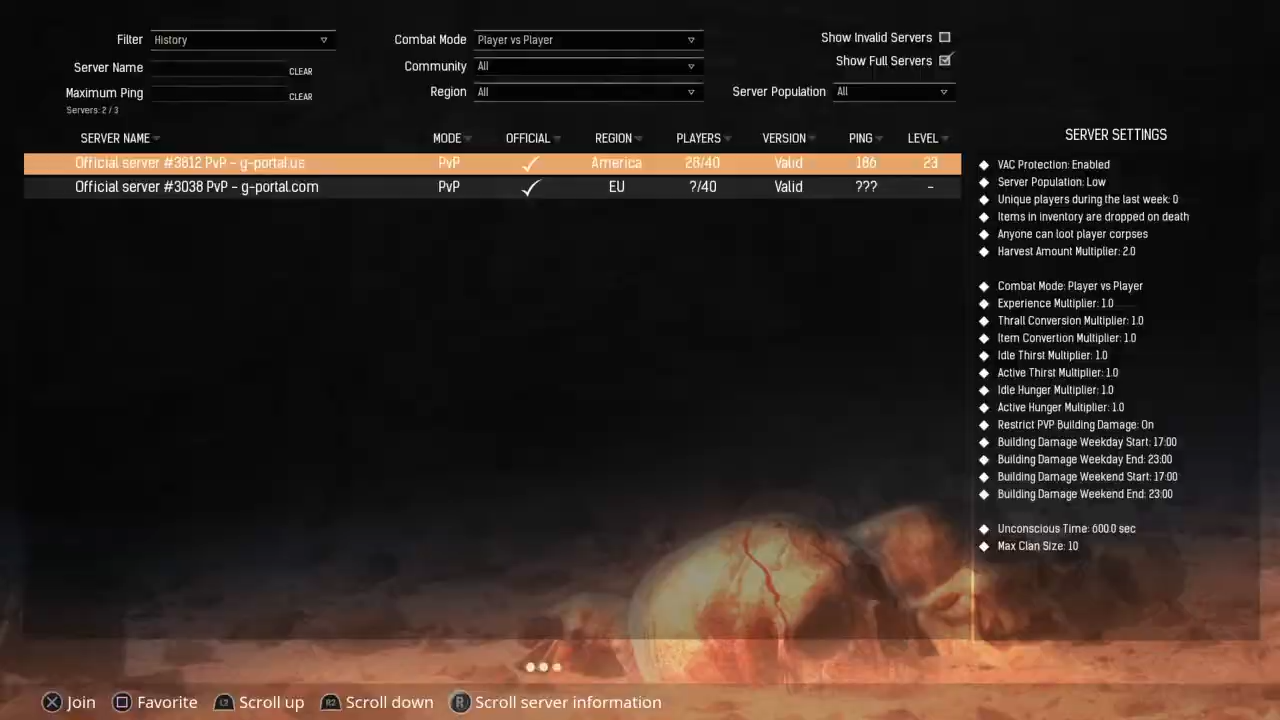 Filter History
Combat Mode Player vs Player
Show Invalid Servers
Server Name CLEAR
Community All
Show Full Servers
Maximum Ping CLEAR
Region All
Server Population All
Servers: 2 / 3
SERVER NAME MODE OFFICIAL REGION PLAYERS VERSION PING LEVEL
Official server #3812 PvP - g-portal.us PvP America 28/40 Valid 186 23
Official server #3038 PvP - g-portal.com PvP EU ?/40 Valid ??? -
SERVER SETTINGS
VAC Protection: Enabled
Server Population: Low
Unique players during the last week: 0
Items in inventory are dropped on death
Anyone can loot player corpses
Harvest Amount Multiplier: 2.0
Combat Mode: Player vs Player
Experience Multiplier: 1.0
Thrall Conversion Multiplier: 1.0
Item Convertion Multiplier: 1.0
Idle Thirst Multiplier: 1.0
Active Thirst Multiplier: 1.0
Idle Hunger Multiplier: 1.0
Active Hunger Multiplier: 1.0
Restrict PVP Building Damage: On
Building Damage Weekday Start: 17:00
Building Damage Weekday End: 23:00
Building Damage Weekend Start: 17:00
Building Damage Weekend End: 23:00
Unconscious Time: 600.0 sec
Max Clan Size: 10
Join Favorite L2 Scroll up R2 Scroll down R Scroll server information